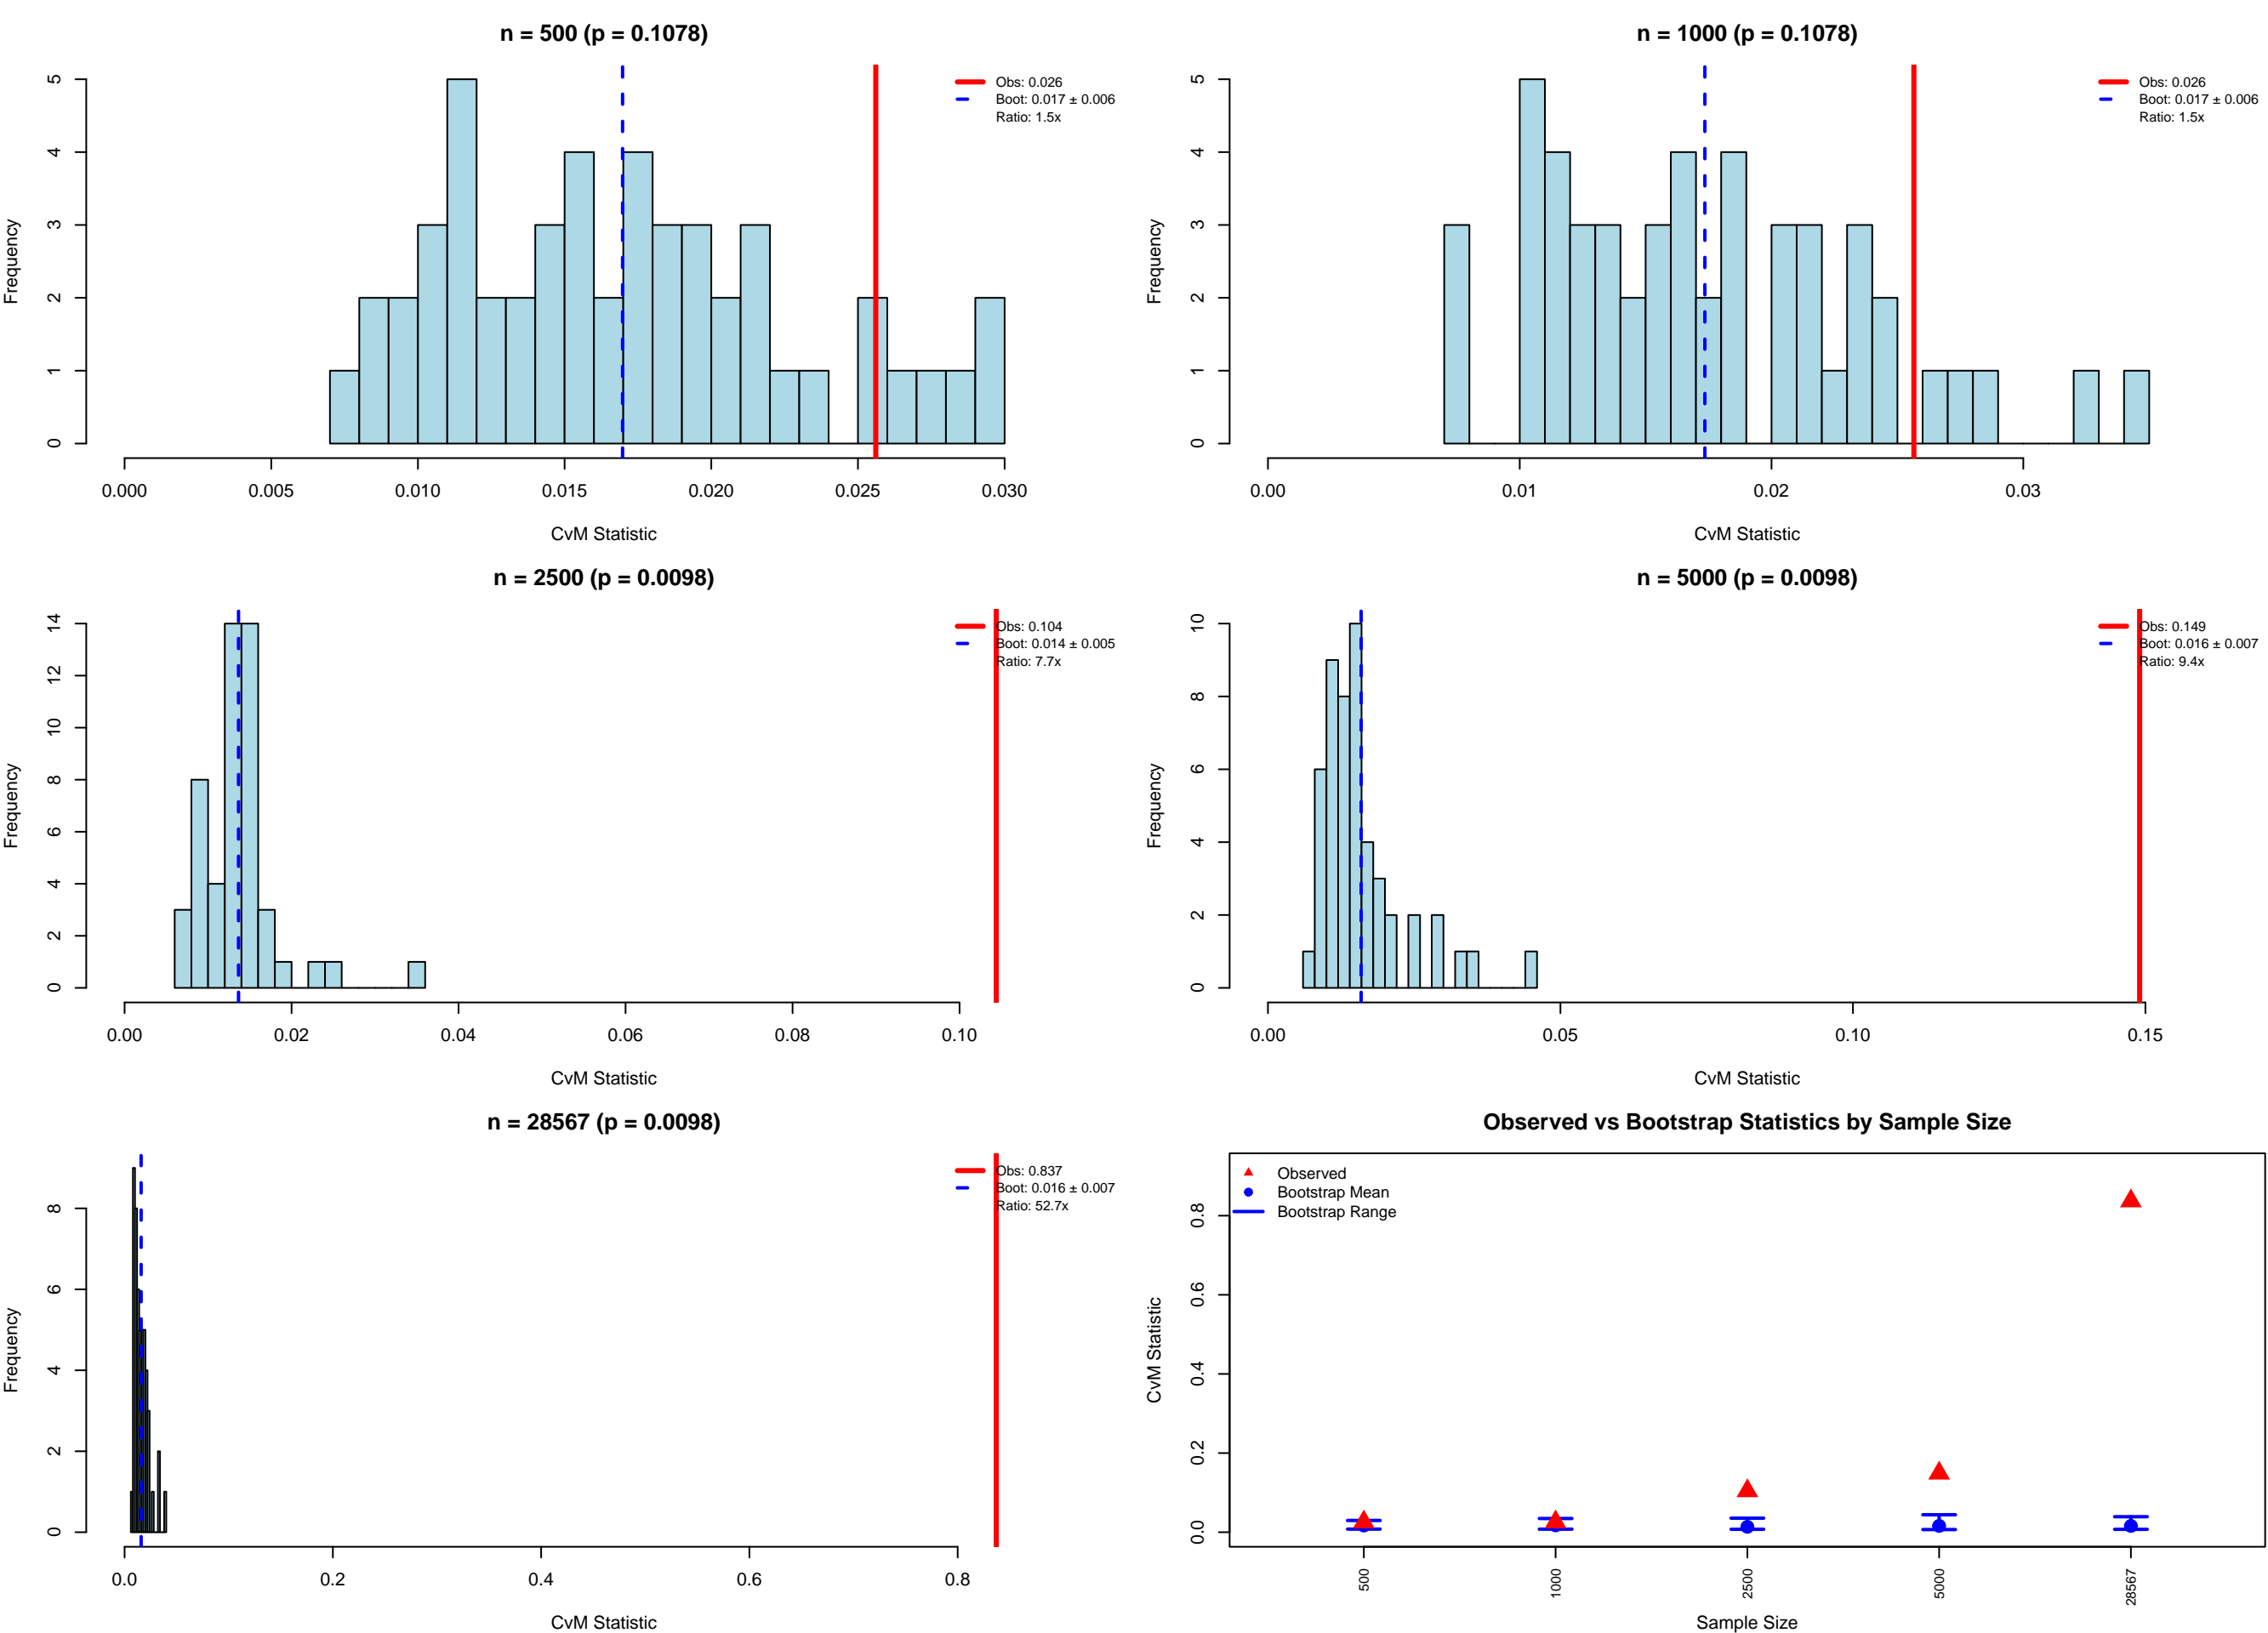 n = 500 (p = 0.1078)
Frequency
0 1 2 3 4 5
Obs: 0.026
Boot: 0.017 ± 0.006
Ratio: 1.5x
0.000 0.005 0.010 0.015 0.020 0.025 0.030
CvM Statistic
n = 1000 (p = 0.1078)
Frequency
0 1 2 3 4 5
Obs: 0.026
Boot: 0.017 ± 0.006
Ratio: 1.5x
0.00 0.01 0.02 0.03
CvM Statistic
n = 2500 (p = 0.0098)
Frequency
0 2 4 6 8 10 12 14
Obs: 0.104
Boot: 0.014 ± 0.005
Ratio: 7.7x
0.00 0.02 0.04 0.06 0.08 0.10
CvM Statistic
n = 5000 (p = 0.0098)
Frequency
0 2 4 6 8 10
Obs: 0.149
Boot: 0.016 ± 0.007
Ratio: 9.4x
0.00 0.05 0.10 0.15
CvM Statistic
n = 28567 (p = 0.0098)
Frequency
0 2 4 6 8
Obs: 0.837
Boot: 0.016 ± 0.007
Ratio: 52.7x
0.0 0.2 0.4 0.6 0.8
CvM Statistic
Observed vs Bootstrap Statistics by Sample Size
CvM Statistic
0.0 0.2 0.4 0.6 0.8
Observed
Bootstrap Mean
Bootstrap Range
500 1000 2500 5000 28567
Sample Size